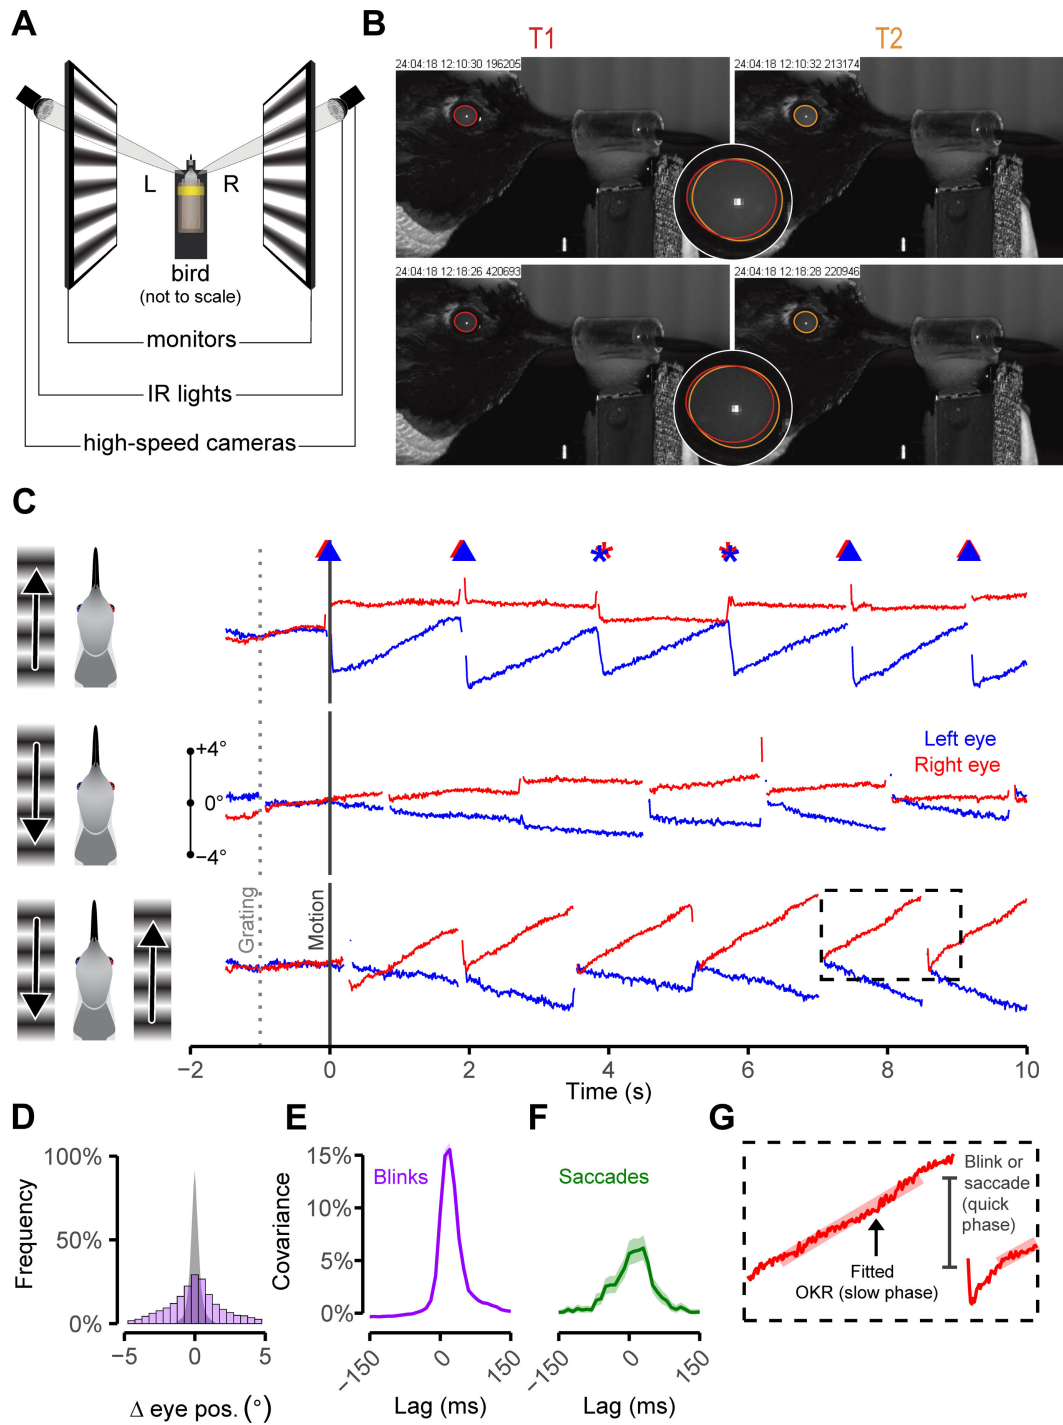 A
L
R
bird
(not to scale)
monitors
IR lights
high-speed cameras
B
T1
T2
24:04:18 12:10:30 196205
24:04:18 12:10:32 213174
24:04:18 12:18:26 420693
24:04:18 12:18:28 220946
C
Left eye
Right eye
+4°
0°
−4°
Grating
Motion
−2
0
2
4
6
8
10
Time (s)
D
100%
50%
0%
Frequency
−5
0
5
Δ eye pos. (°)
E
15%
10%
5%
0%
Covariance
Blinks
−150
0
150
Lag (ms)
F
Saccades
−150
0
150
Lag (ms)
G
Blink or
saccade
(quick
phase)
Fitted
OKR (slow phase)